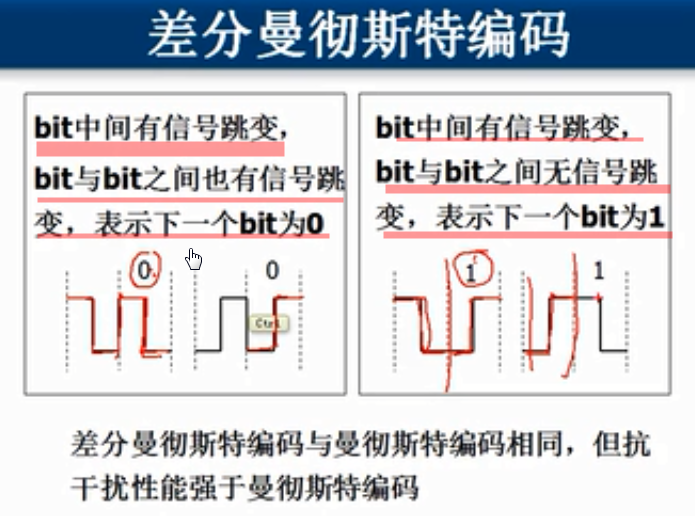 差分曼彻斯特编码
bit中间有信号跳变，
bit与bit之间也有信号跳
变，表示下一个bit为0
0 0
Ctrl
bit中间有信号跳变，
bit与bit之间无信号跳
变，表示下一个bit为1
1 1
差分曼彻斯特编码与曼彻斯特编码相同，但抗
干扰性能强于曼彻斯特编码